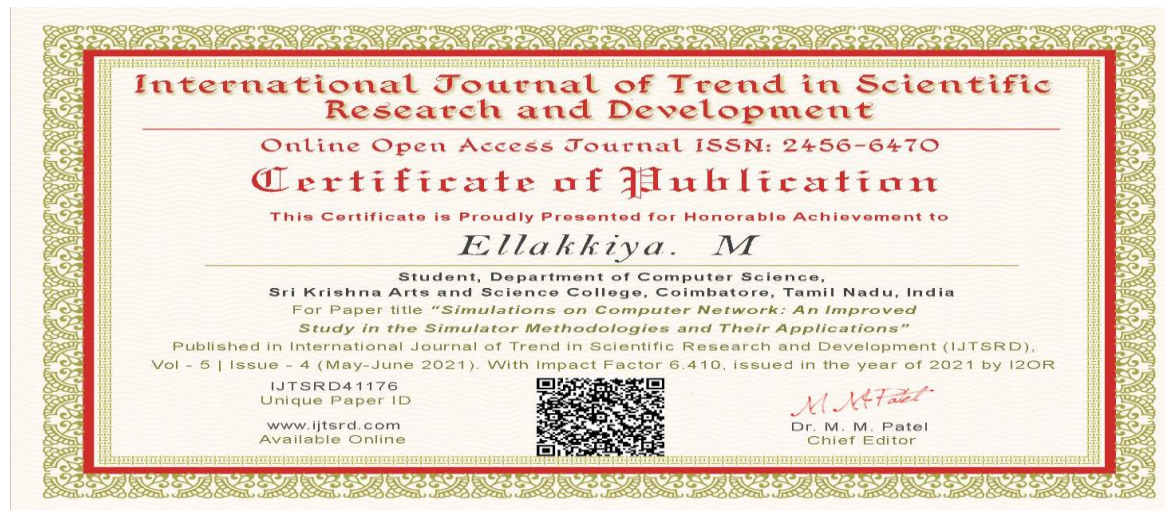 International Journal of Trend in Scientific
Research and Development
Online Open Access Journal ISSN: 2456-6470
Certificate of Publication
This Certificate is Proudly Presented for Honorable Achievement to
Ellakkiya. M
Student, Department of Computer Science,
Sri Krishna Arts and Science College, Coimbatore, Tamil Nadu, India
For Paper title "Simulations on Computer Network: An Improved
Study in the Simulator Methodologies and Their Applications"
Published in International Journal of Trend in Scientific Research and Development (IJTSRD),
Vol - 5 | Issue - 4 (May-June 2021). With Impact Factor 6.410, issued in the year of 2021 by I2OR
IJTSRD41176
Unique Paper ID
www.ijtsrd.com
Available Online
M. M. Patel
Dr. M. M. Patel
Chief Editor